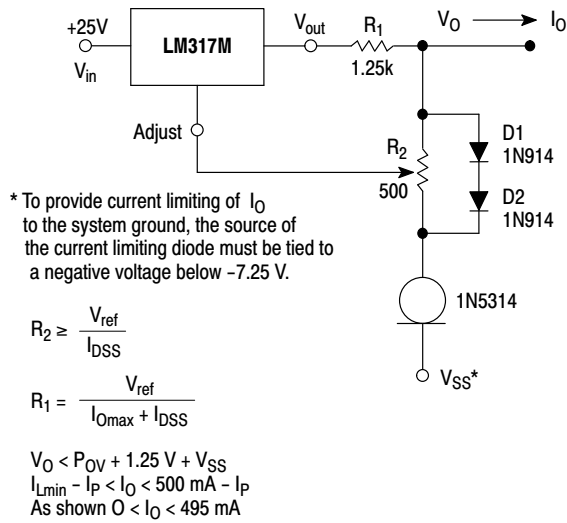 +25V
V_in
LM317M
V_out
R_1
1.25k
V_O
I_O
Adjust
R_2
500
D1
1N914
D2
1N914
1N5314
V_SS*
* To provide current limiting of I_O
to the system ground, the source of
the current limiting diode must be tied to
a negative voltage below −7.25 V.
R_2 ≥ V_ref / I_DSS
R_1 = V_ref / I_Omax + I_DSS
V_O < P_OV + 1.25 V + V_SS
I_Lmin − I_P < I_O < 500 mA − I_P
As shown O < I_O < 495 mA